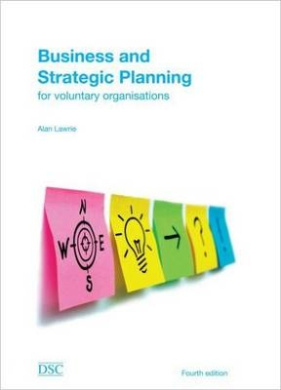 Business and
Strategic Planning
for voluntary organisations
Alan Lawrie
N
W E
S
?
!
DSC
Fourth edition